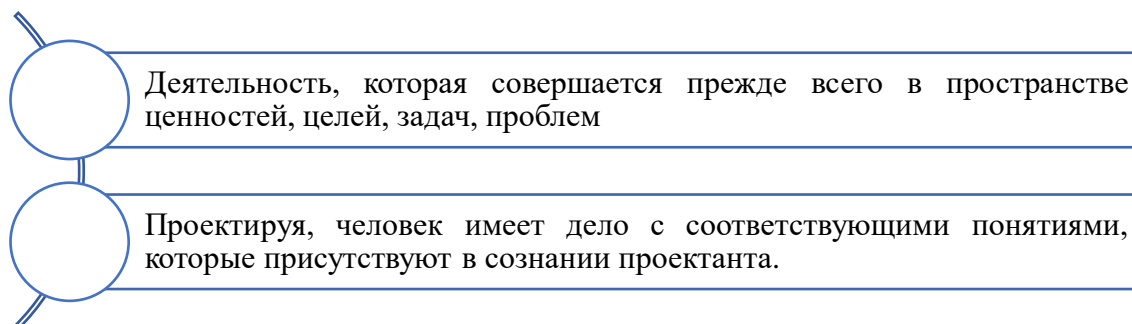 Деятельность, которая совершается прежде всего в пространстве
ценностей, целей, задач, проблем
Проектируя, человек имеет дело с соответствующими понятиями,
которые присутствуют в сознании проектанта.